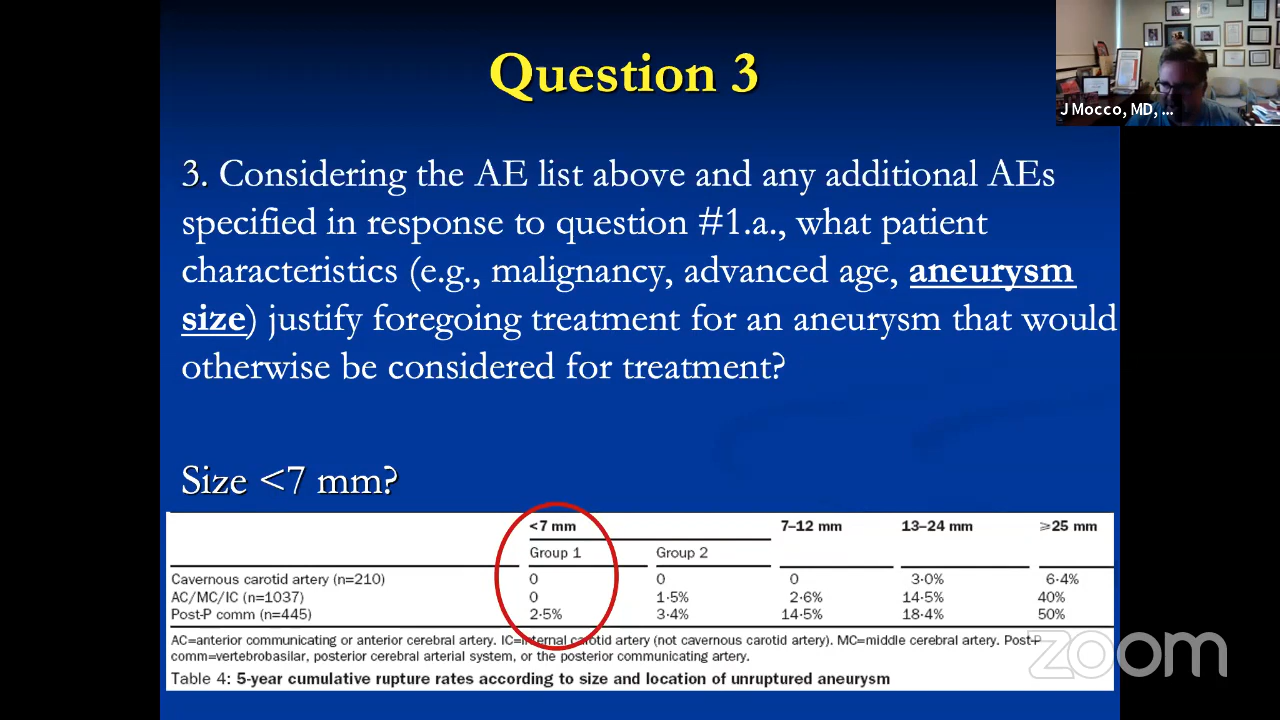 Question 3
J Mocco, MD, ...
3. Considering the AE list above and any additional AEs
specified in response to question #1.a., what patient
characteristics (e.g., malignancy, advanced age, aneurysm
size) justify foregoing treatment for an aneurysm that would
otherwise be considered for treatment?
Size <7 mm?
<7 mm 7–12 mm 13–24 mm ⩾25 mm
Group 1 Group 2
Cavernous carotid artery (n=210) 0 0 0 3·0% 6·4%
AC/MC/IC (n=1037) 0 1·5% 2·6% 14·5% 40%
Post-P comm (n=445) 2·5% 3·4% 14·5% 18·4% 50%
AC=anterior communicating or anterior cerebral artery. IC=internal carotid artery (not cavernous carotid artery). MC=middle cerebral artery. Post-P
comm=vertebrobasilar, posterior cerebral arterial system, or the posterior communicating artery.
Table 4: 5-year cumulative rupture rates according to size and location of unruptured aneurysm
zoom